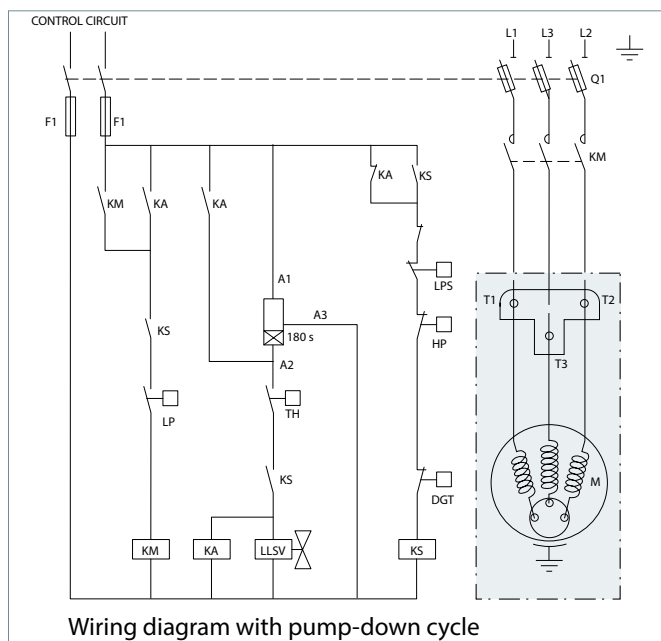 CONTROL CIRCUIT
L1 L3 L2
Q1
F1 F1
KM
KA KS
KM KA KA
A1
LPS
T1 T2
A3
KS
180 s
HP
A2
T3
LP
TH
KS
M
DGT
KM KA LLSV KS
Wiring diagram with pump-down cycle